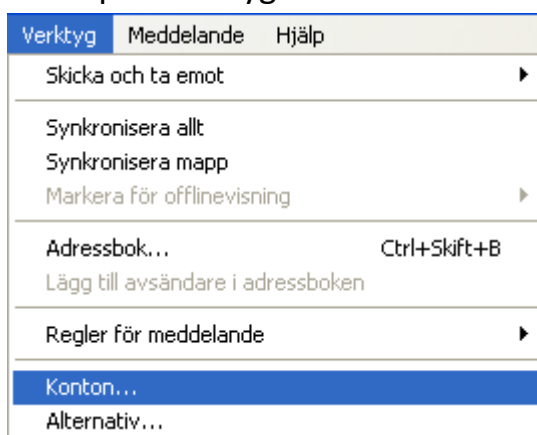 Verktyg Meddelande Hjälp
Skicka och ta emot
Synkronisera allt
Synkronisera mapp
Markera för offlinevisning
Adressbok... Ctrl+Skift+B
Lägg till avsändare i adressboken
Regler för meddelande
Konton...
Alternativ...